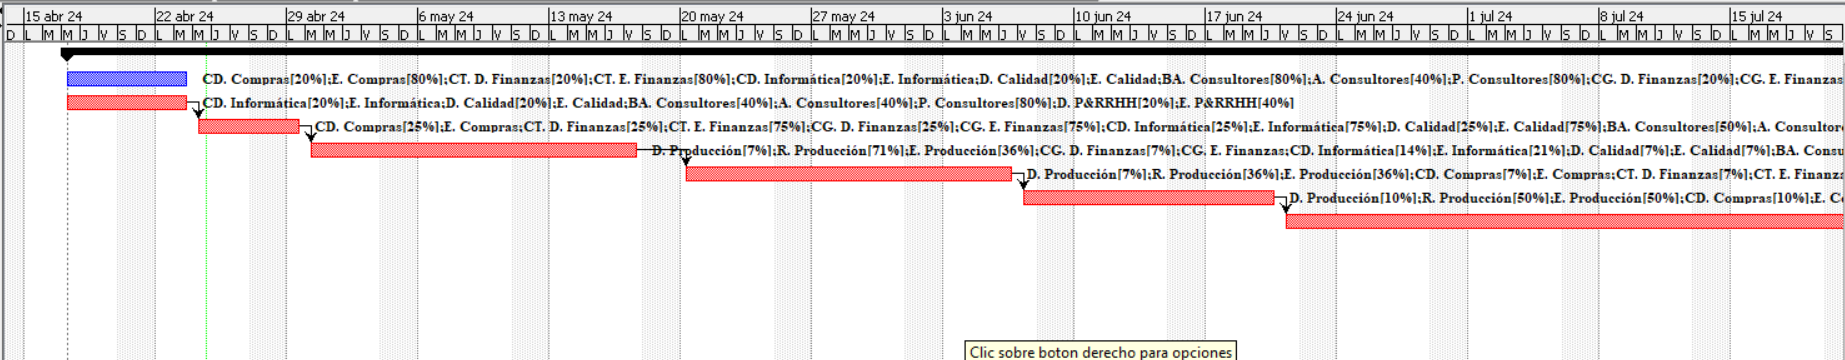 15 abr 24 22 abr 24 29 abr 24 6 may 24 13 may 24 20 may 24 27 may 24 3 jun 24 10 jun 24 17 jun 24 24 jun 24 1 jul 24 8 jul 24 15 jul 24
D L M M J V S D L M M J V S D L M M J V S D L M M J V S D L M M J V S D L M M J V S D L M M J V S D L M M J V S D L M M J V S D L M M J V S D L M M J V S D L M M J V S D L M M J V S D L M M J V S
CD. Compras[20%];E. Compras[80%];CT. D. Finanzas[20%];CT. E. Finanzas[80%];CD. Informática[20%];E. Informática;D. Calidad[20%];E. Calidad;BA. Consultores[80%];A. Consultores[40%];P. Consultores[80%];CG. D. Finanzas[20%];CG. E. Finanzas
CD. Informática[20%];E. Informática;D. Calidad[20%];E. Calidad;BA. Consultores[40%];A. Consultores[40%];P. Consultores[80%];D. P&RRHH[20%];E. P&RRHH[40%]
CD. Compras[25%];E. Compras;CT. D. Finanzas[25%];CT. E. Finanzas[75%];CG. D. Finanzas[25%];CG. E. Finanzas[75%];CD. Informática[25%];E. Informática[75%];D. Calidad[25%];E. Calidad[75%];BA. Consultores[50%];A. Consultor
D. Producción[7%];R. Producción[71%];E. Producción[36%];CG. D. Finanzas[7%];CG. E. Finanzas;CD. Informática[14%];E. Informática[21%];D. Calidad[7%];E. Calidad[7%];BA. Consu
D. Producción[7%];R. Producción[36%];E. Producción[36%];CD. Compras[7%];E. Compras;CT. D. Finanzas[7%];CT. E. Finanz
D. Producción[10%];R. Producción[50%];E. Producción[50%];CD. Compras[10%];E. C
Clic sobre boton derecho para opciones